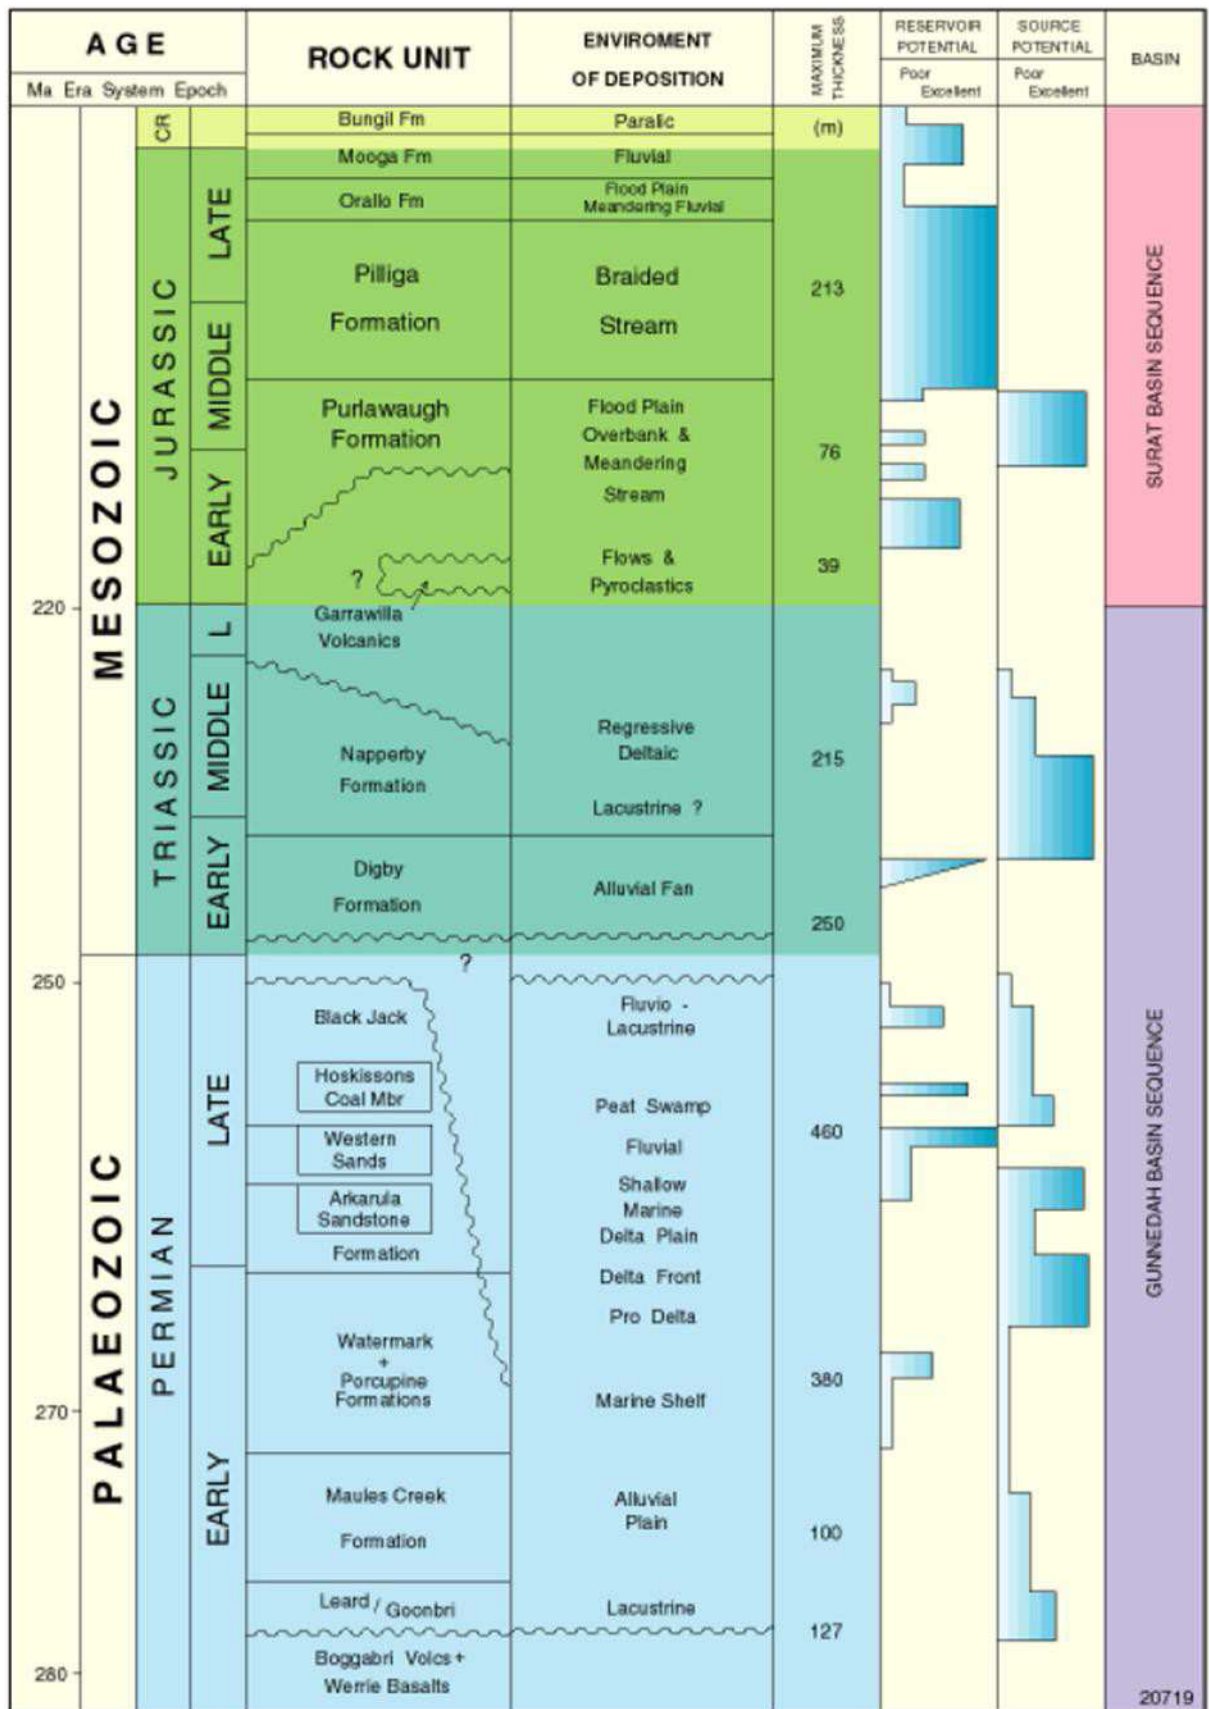 AGE
Ma Era System Epoch
ROCK UNIT
ENVIROMENT
OF DEPOSITION
MAXIMUM
THICKNESS
RESERVOIR
POTENTIAL
Poor
Excellent
SOURCE
POTENTIAL
Poor
Excellent
BASIN
MESOZOIC
PALAEOZOIC
220
250
270
280
CR
JURASSIC
LATE
MIDDLE
EARLY
TRIASSIC
L
MIDDLE
EARLY
PERMIAN
LATE
EARLY
Bungil Fm
Mooga Fm
Orallo Fm
Pilliga
Formation
Purlawaugh
Formation
?
Garrawilla
Volcanics
Napperby
Formation
Digby
Formation
?
Black Jack
Hoskissons
Coal Mbr
Western
Sands
Arkarula
Sandstone
Formation
Watermark
+
Porcupine
Formations
Maules Creek
Formation
Leard / Goonbri
Boggabri Volcs +
Werrie Basalts
Paralic
Fluvial
Flood Plain
Meandering Fluvial
Braided
Stream
Flood Plain
Overbank &
Meandering
Stream
Flows &
Pyroclastics
Regressive
Deltaic
Lacustrine ?
Alluvial Fan
Fluvio -
Lacustrine
Peat Swamp
Fluvial
Shallow
Marine
Delta Plain
Delta Front
Pro Delta
Marine Shelf
Alluvial
Plain
Lacustrine
(m)
213
76
39
215
250
460
380
100
127
SURAT BASIN SEQUENCE
GUNNEDAH BASIN SEQUENCE
20719